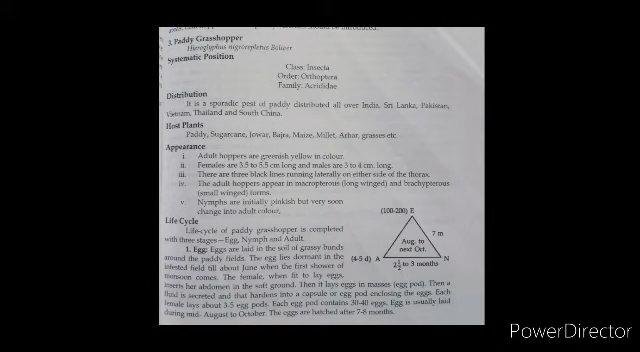 3. Paddy Grasshopper
Hieroglyphus nigrorepletus Boliver
Systematic Position
Class: Insecta
Order: Orthoptera
Family: Acrididae
Distribution
It is a sporadic pest of paddy distributed all over India, Sri Lanka, Pakistan,
Vietnam, Thailand and South China.
Host Plants
Paddy, Sugarcane, Jowar, Bajra, Maize, Millet, Arhar, grasses etc.
Appearance
i. Adult hoppers are greenish yellow in colour.
ii. Females are 3.5 to 5.5 cm long and males are 3 to 4 cm. long.
iii. There are three black lines running laterally on either side of the thorax.
iv. The adult hoppers appear in macropterous (long winged) and brachypterous
(small winged) forms.
v. Nymphs are initially pinkish but very soon
change into adult colour,
Life Cycle
Life-cycle of paddy grasshopper is completed
with three stages—Egg, Nymph and Adult.
1. Egg: Eggs are laid in the soil of grassy bunds
around the paddy fields. The egg lies dormant in the
infested field till about June when the first shower of
monsoon comes. The female, when fit to lay eggs,
inserts her abdomen in the soft ground. Then it lays eggs in masses (egg pod). Then a
fluid is secreted and that hardens into a capsule or egg pod enclosing the eggs. Each
female lays about 3-5 egg pods. Each egg pod contains 30-40 eggs. Egg is usually laid
during mid- August to October. The eggs are hatched after 7-8 months.
(100-200) E
7 m
Aug. to
next Oct.
(4-5 d) A
N
2½ to 3 months
PowerDirector